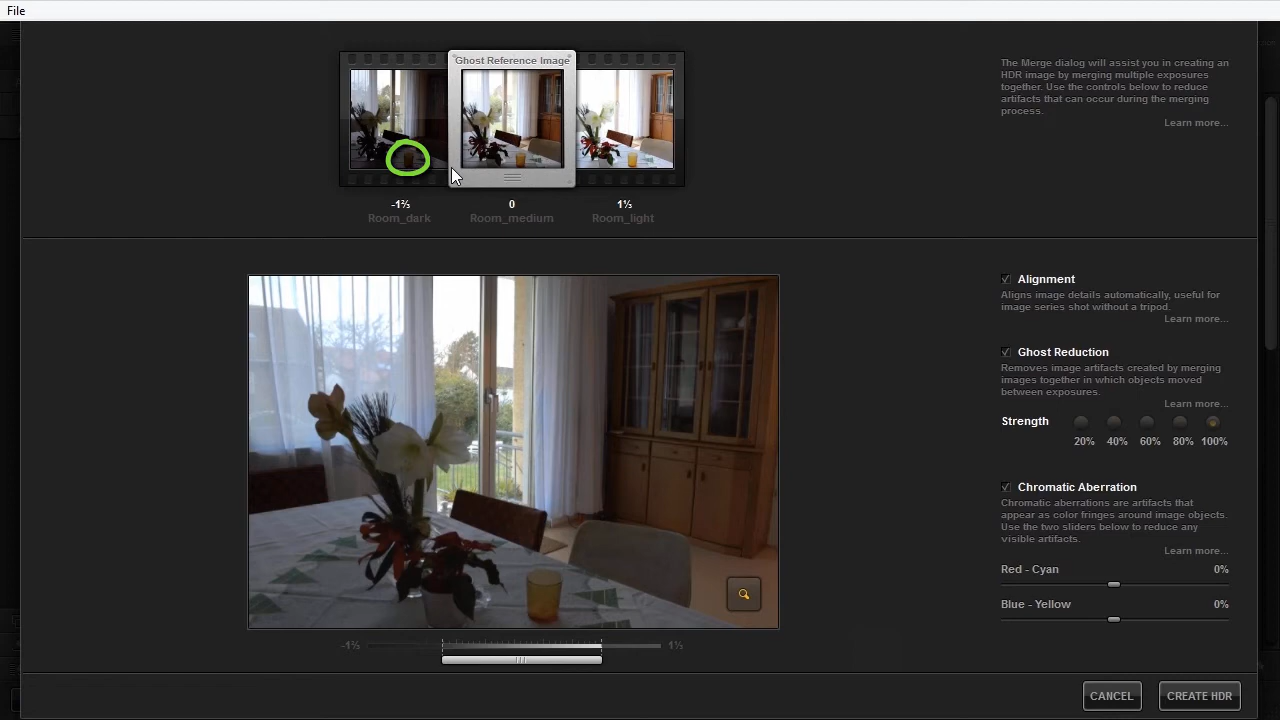 File
Ghost Reference Image
-1⅔
0
1⅓
Room_dark
Room_medium
Room_light
The Merge dialog will assist you in creating an
HDR image by merging multiple exposures
together. Use the controls below to reduce
artifacts that can occur during the merging
process.
Learn more...
Alignment
Aligns image details automatically, useful for
image series shot without a tripod.
Learn more...
Ghost Reduction
Removes image artifacts created by merging
images together in which objects moved
between exposures.
Learn more...
Strength
20% 40% 60% 80% 100%
Chromatic Aberration
Chromatic aberrations are artifacts that
appear as color fringes around image objects.
Use the two sliders below to reduce any
visible artifacts.
Learn more...
Red - Cyan 0%
Blue - Yellow 0%
-1⅔ 1⅓
CANCEL CREATE HDR